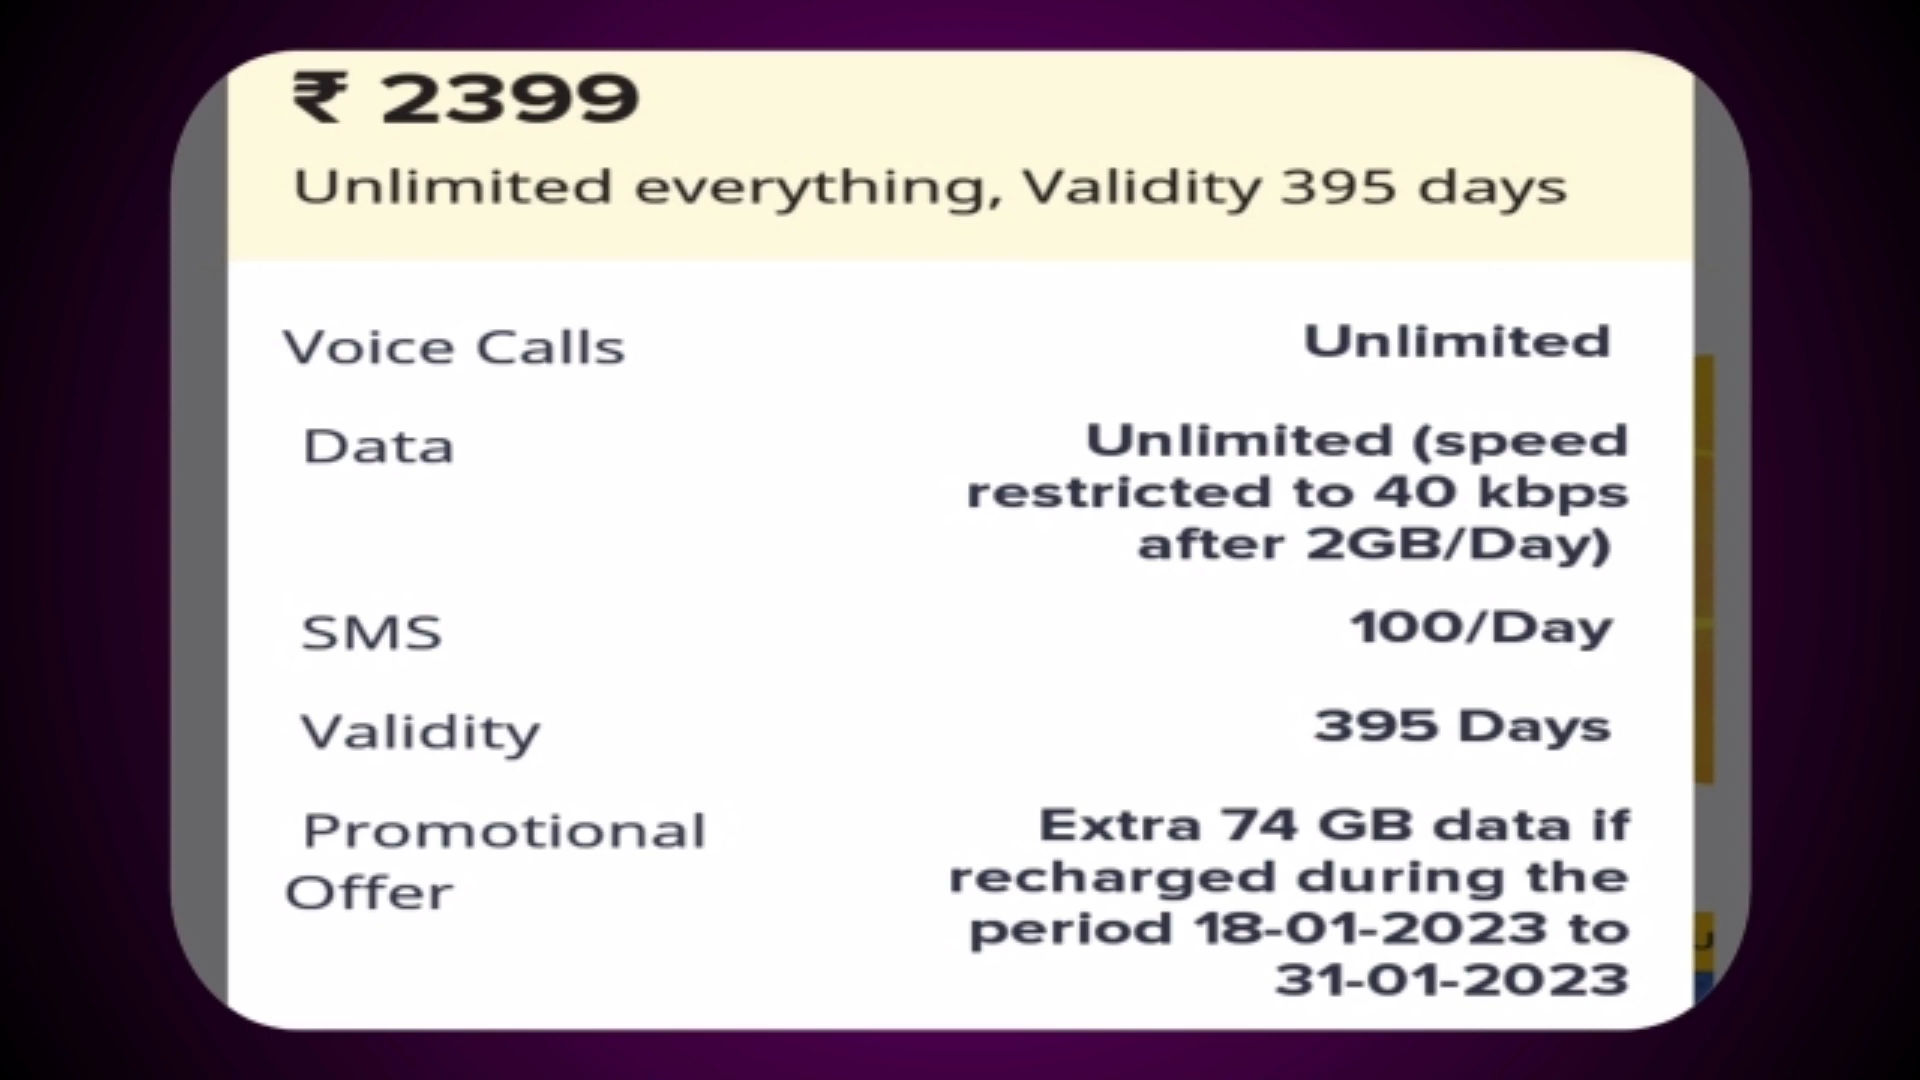 ₹ 2399
Unlimited everything, Validity 395 days
Voice Calls Unlimited
Data Unlimited (speed
restricted to 40 kbps
after 2GB/Day)
SMS 100/Day
Validity 395 Days
Promotional Extra 74 GB data if
Offer recharged during the
period 18-01-2023 to
31-01-2023